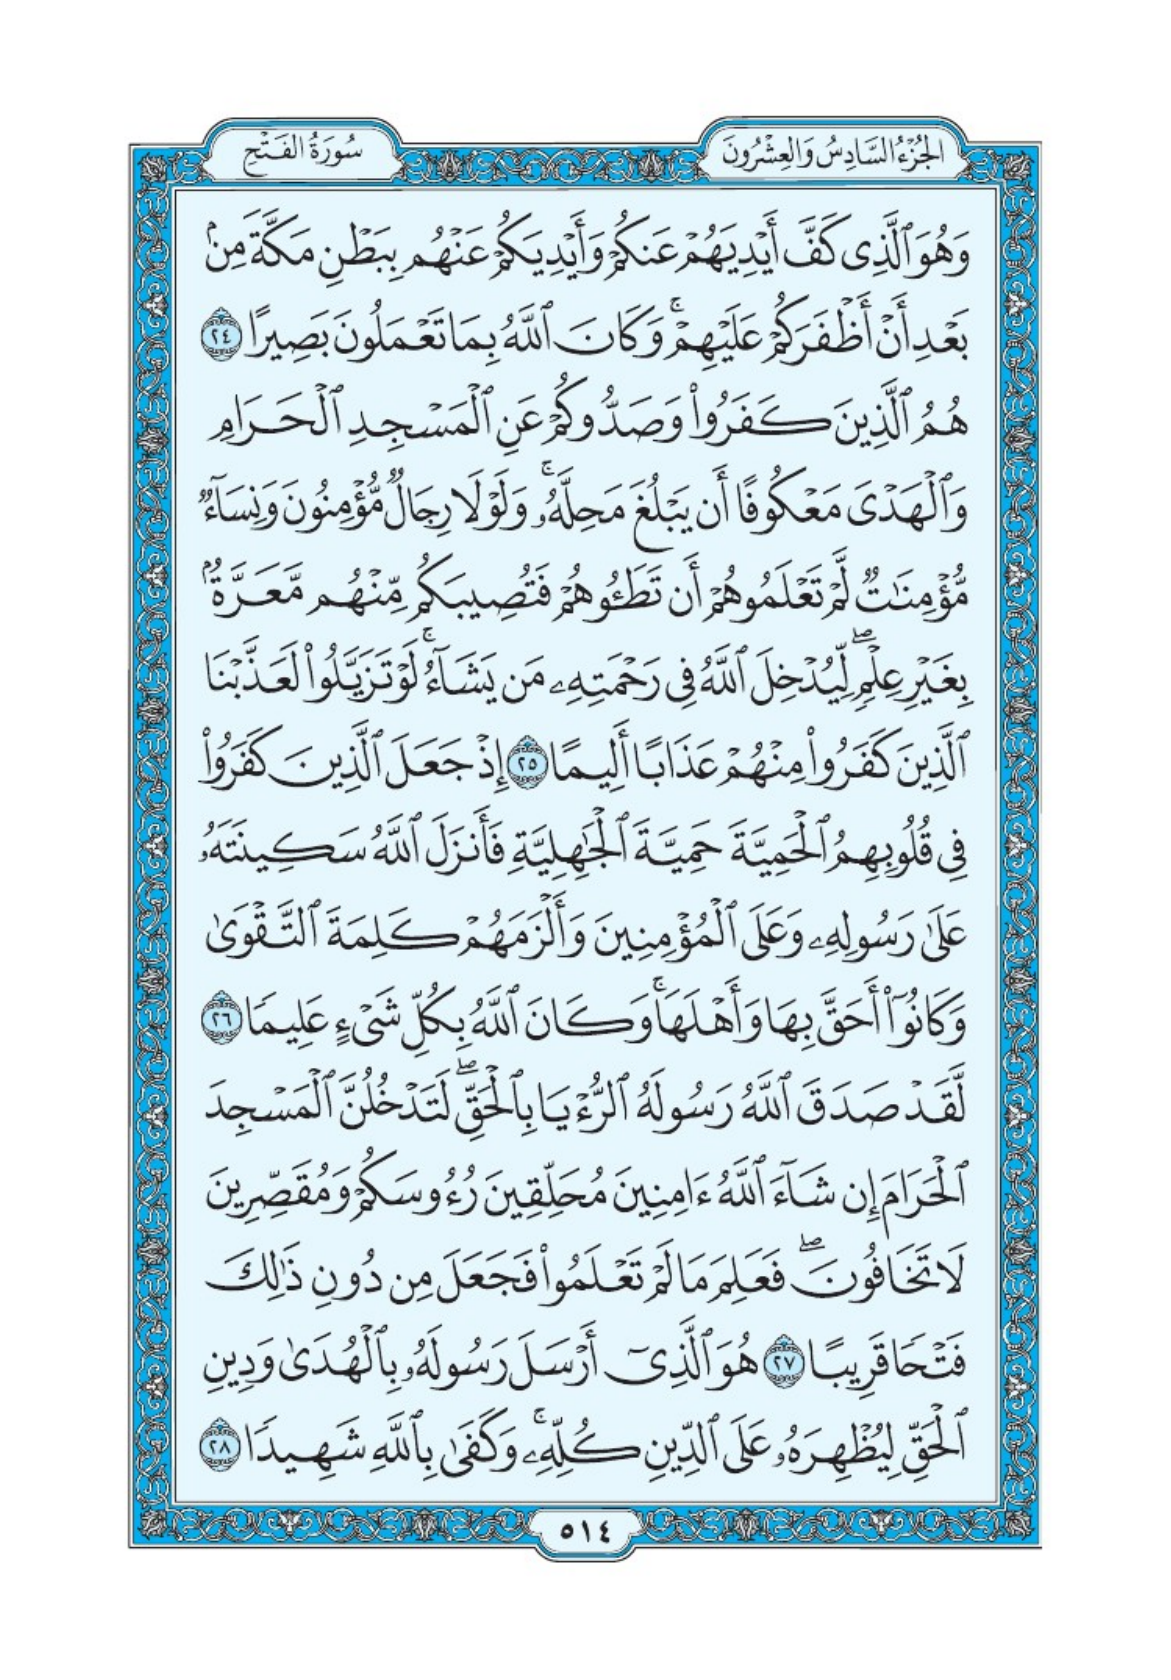 الجُزْءُ السَّادِسُ وَالعِشْرُونَ
سُورَةُ الفَتْحِ
وَهُوَ ٱلَّذِى كَفَّ أَيْدِيَهُمْ عَنكُمْ وَأَيْدِيَكُمْ عَنْهُم بِبَطْنِ مَكَّةَ مِنۢ
بَعْدِ أَنْ أَظْفَرَكُمْ عَلَيْهِمْ ۚ وَكَانَ ٱللَّهُ بِمَا تَعْمَلُونَ بَصِيرًا ٢٤
هُمُ ٱلَّذِينَ كَفَرُوا۟ وَصَدُّوكُمْ عَنِ ٱلْمَسْجِدِ ٱلْحَرَامِ
وَٱلْهَدْىَ مَعْكُوفًا أَن يَبْلُغَ مَحِلَّهُۥ ۚ وَلَوْلَا رِجَالٌ مُّؤْمِنُونَ وَنِسَآءٌ
مُّؤْمِنَٰتٌ لَّمْ تَعْلَمُوهُمْ أَن تَطَـُٔوهُمْ فَتُصِيبَكُم مِّنْهُم مَّعَرَّةٌۢ
بِغَيْرِ عِلْمٍ ۖ لِّيُدْخِلَ ٱللَّهُ فِى رَحْمَتِهِۦ مَن يَشَآءُ ۚ لَوْ تَزَيَّلُوا۟ لَعَذَّبْنَا
ٱلَّذِينَ كَفَرُوا۟ مِنْهُمْ عَذَابًا أَلِيمًا ٢٥ إِذْ جَعَلَ ٱلَّذِينَ كَفَرُوا۟
فِى قُلُوبِهِمُ ٱلْحَمِيَّةَ حَمِيَّةَ ٱلْجَٰهِلِيَّةِ فَأَنزَلَ ٱللَّهُ سَكِينَتَهُۥ
عَلَىٰ رَسُولِهِۦ وَعَلَى ٱلْمُؤْمِنِينَ وَأَلْزَمَهُمْ كَلِمَةَ ٱلتَّقْوَىٰ
وَكَانُوٓا۟ أَحَقَّ بِهَا وَأَهْلَهَا ۚ وَكَانَ ٱللَّهُ بِكُلِّ شَىْءٍ عَلِيمًا ٢٦
لَّقَدْ صَدَقَ ٱللَّهُ رَسُولَهُ ٱلرُّءْيَا بِٱلْحَقِّ ۖ لَتَدْخُلُنَّ ٱلْمَسْجِدَ
ٱلْحَرَامَ إِن شَآءَ ٱللَّهُ ءَامِنِينَ مُحَلِّقِينَ رُءُوسَكُمْ وَمُقَصِّرِينَ
لَا تَخَافُونَ ۖ فَعَلِمَ مَا لَمْ تَعْلَمُوا۟ فَجَعَلَ مِن دُونِ ذَٰلِكَ
فَتْحًا قَرِيبًا ٢٧ هُوَ ٱلَّذِىٓ أَرْسَلَ رَسُولَهُۥ بِٱلْهُدَىٰ وَدِينِ
ٱلْحَقِّ لِيُظْهِرَهُۥ عَلَى ٱلدِّينِ كُلِّهِۦ ۚ وَكَفَىٰ بِٱللَّهِ شَهِيدًا ٢٨
٥١٤